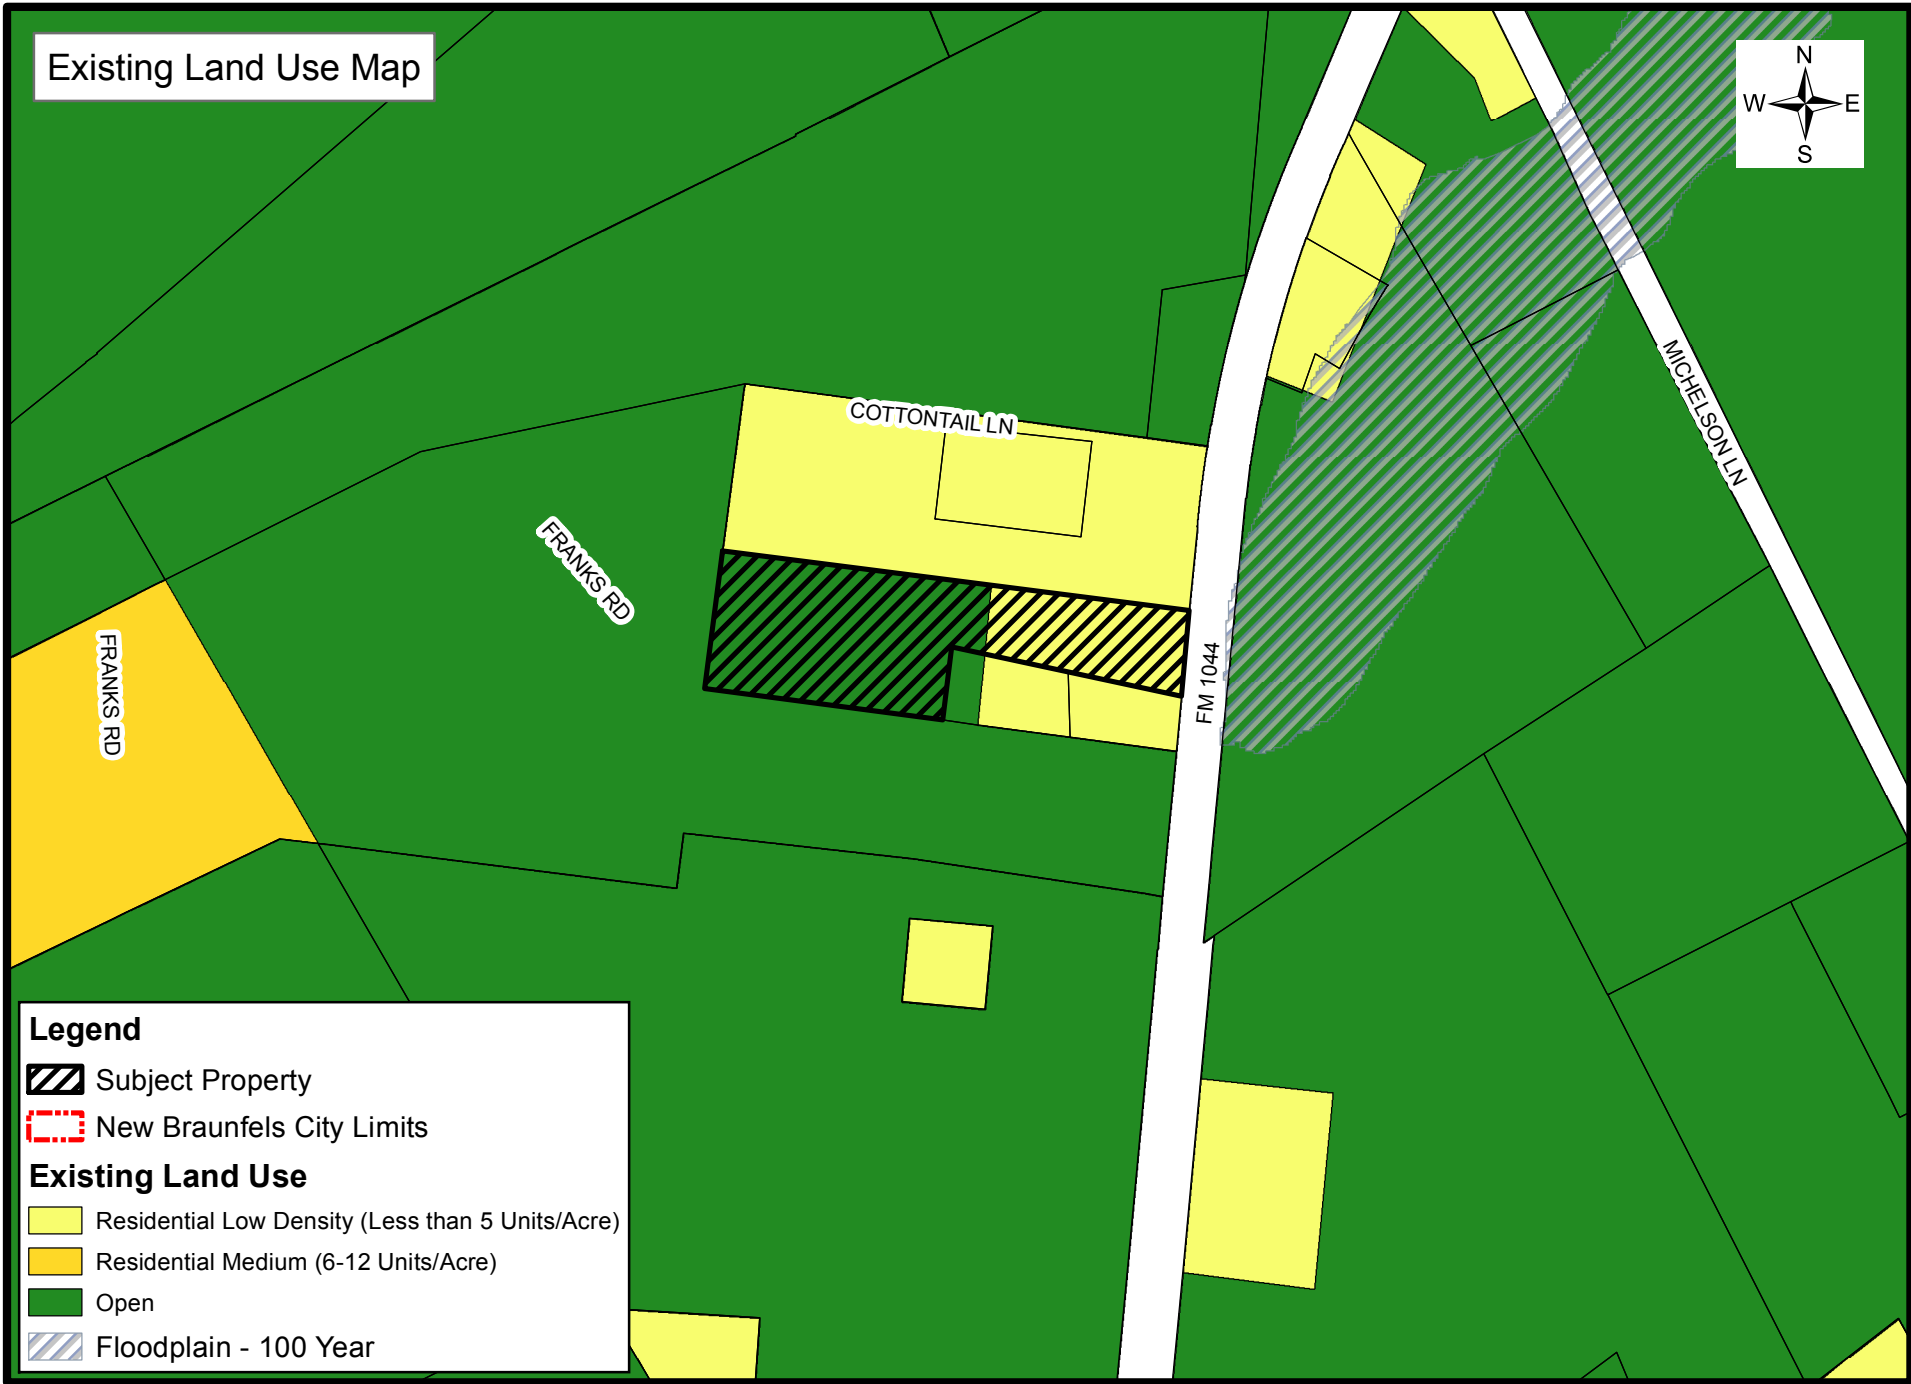 Existing Land Use Map
N
W E
S
COTTONTAIL LN
MICHELSON LN
FRANKS RD
FRANKS RD
FM 1044
Legend
Subject Property
New Braunfels City Limits
Existing Land Use
Residential Low Density (Less than 5 Units/Acre)
Residential Medium (6-12 Units/Acre)
Open
Floodplain - 100 Year